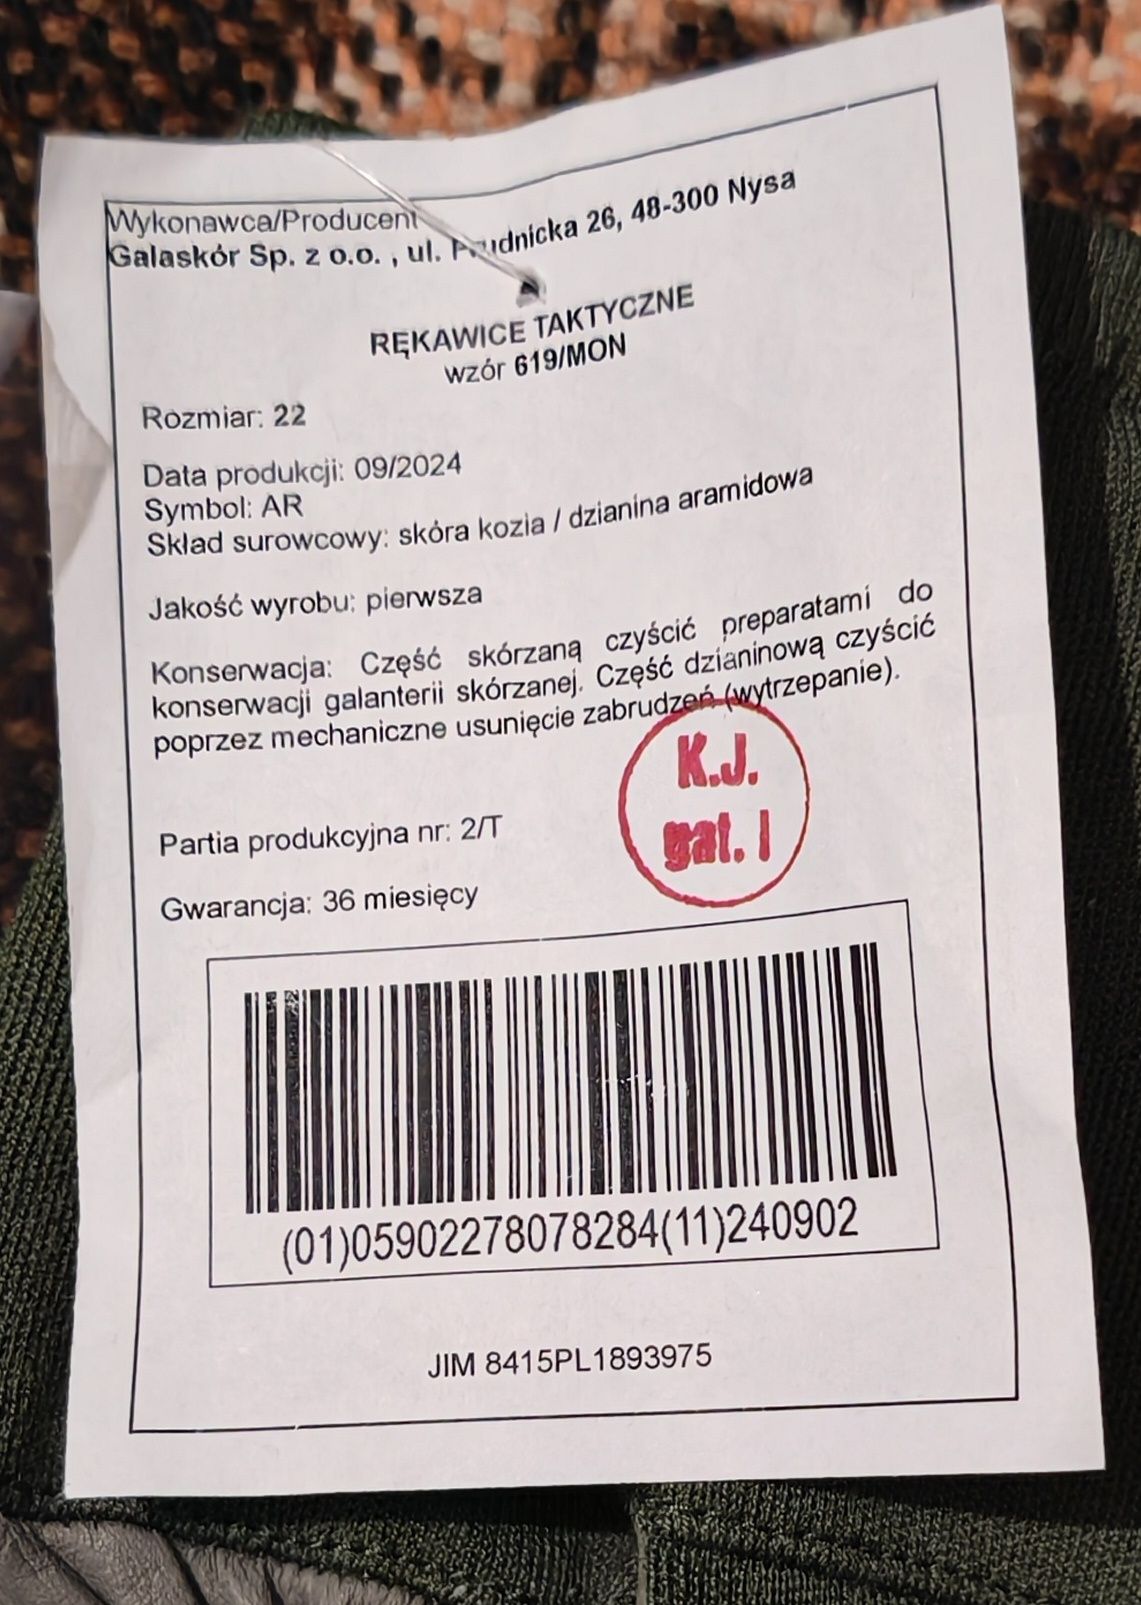 Wykonawca/Producent
Galaskór Sp. z o.o. , ul. Prudnicka 26, 48-300 Nysa
RĘKAWICE TAKTYCZNE
wzór 619/MON
Rozmiar: 22
Data produkcji: 09/2024
Symbol: AR
Skład surowcowy: skóra kozia / dzianina aramidowa
Jakość wyrobu: pierwsza
Konserwacja: Część skórzaną czyścić preparatami do
konserwacji galanterii skórzanej. Część dzianinową czyścić
poprzez mechaniczne usunięcie zabrudzeń (wytrzepanie).
K.J.
gat. I
Partia produkcyjna nr: 2/T
Gwarancja: 36 miesięcy
(01)05902278078284(11)240902
JIM 8415PL1893975